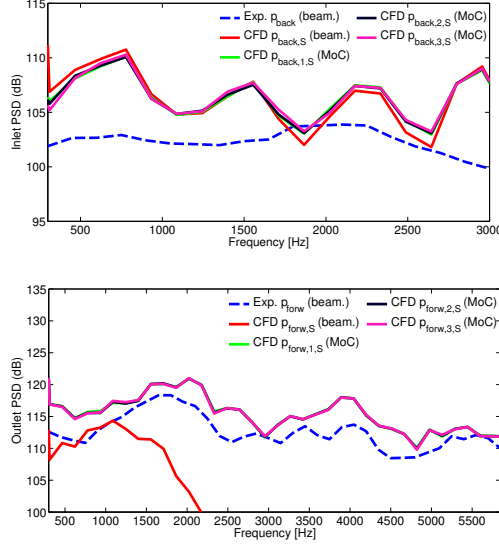 Exp. p_back (beam.)
CFD p_back,S (beam.)
CFD p_back,1,S (MoC)
CFD p_back,2,S (MoC)
CFD p_back,3,S (MoC)
Inlet PSD (dB)
115
110
105
100
95
500 1000 1500 2000 2500 3000
Frequency [Hz]
Exp. p_forw (beam.)
CFD p_forw,S (beam.)
CFD p_forw,1,S (MoC)
CFD p_forw,2,S (MoC)
CFD p_forw,3,S (MoC)
Outlet PSD (dB)
135
130
125
120
115
110
105
100
500 1000 1500 2000 2500 3000 3500 4000 4500 5000 5500
Frequency [Hz]